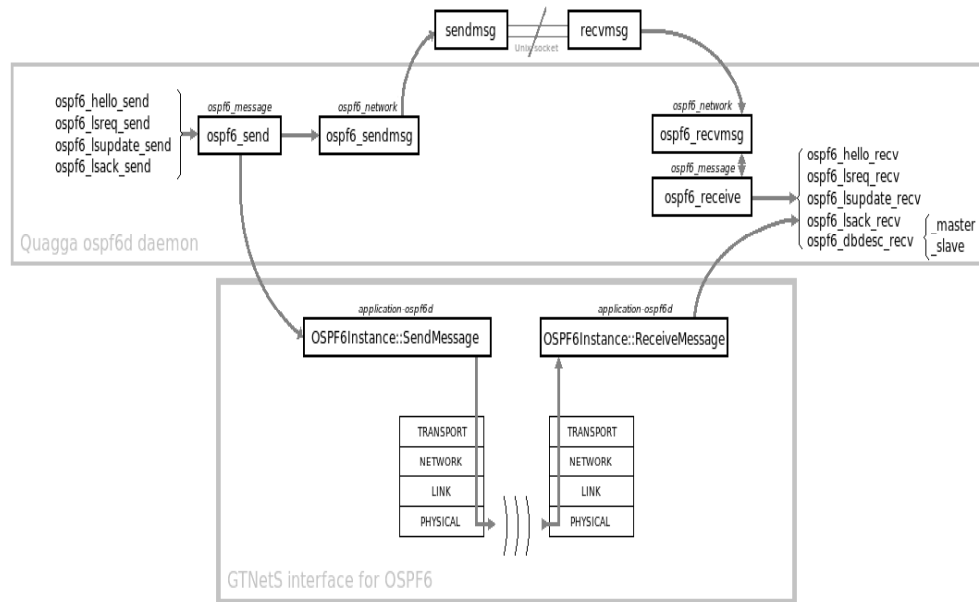 sendmsg
recvmsg
Unix socket
ospf6_hello_send
ospf6_lsreq_send
ospf6_lsupdate_send
ospf6_lsack_send
ospf6_message
ospf6_send
ospf6_network
ospf6_sendmsg
ospf6_network
ospf6_recvmsg
ospf6_message
ospf6_receive
ospf6_hello_recv
ospf6_lsreq_recv
ospf6_lsupdate_recv
ospf6_lsack_recv
ospf6_dbdesc_recv
_master
_slave
Quagga ospf6d daemon
application-ospf6d
OSPF6Instance::SendMessage
application-ospf6d
OSPF6Instance::ReceiveMessage
TRANSPORT
NETWORK
LINK
PHYSICAL
TRANSPORT
NETWORK
LINK
PHYSICAL
GTNetS interface for OSPF6